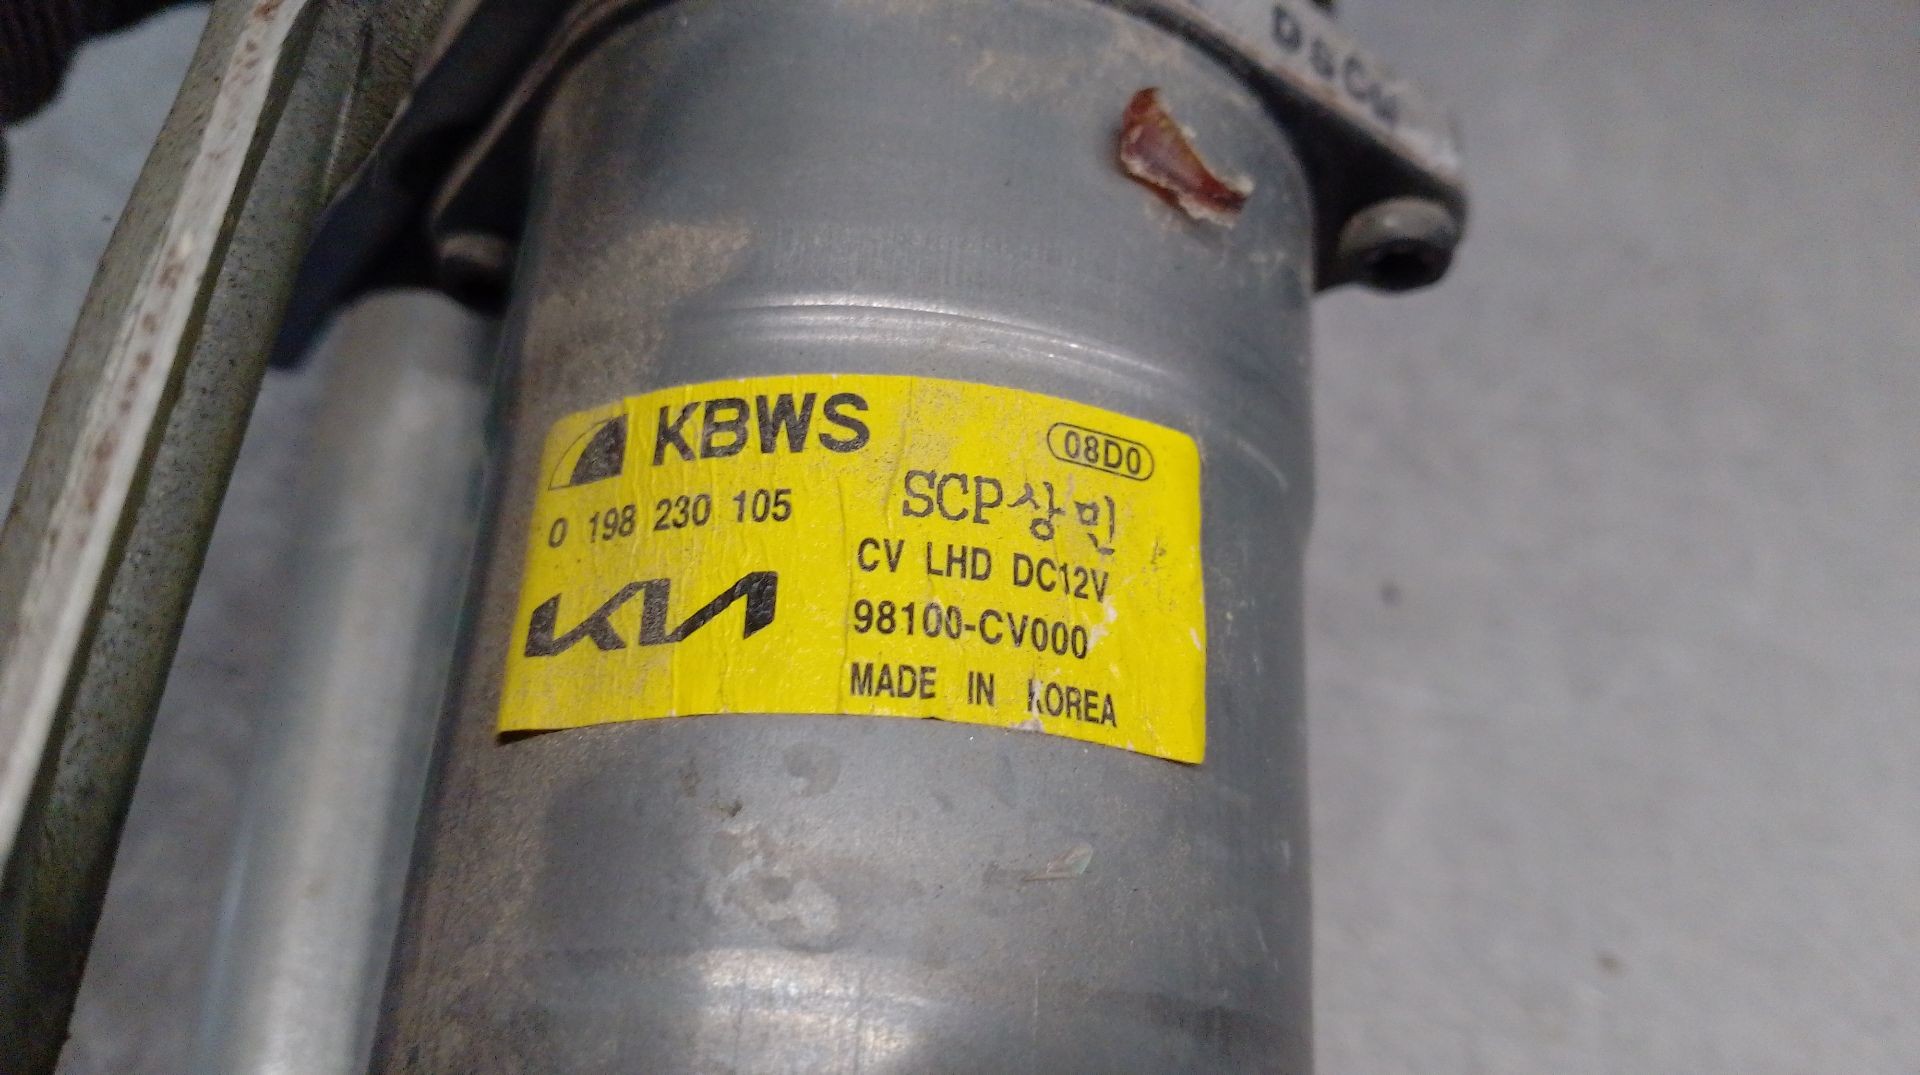 KBWS
08D0
0 198 230 105
SCP상민
CV LHD DC12V
KIA
98100-CV000
MADE IN KOREA